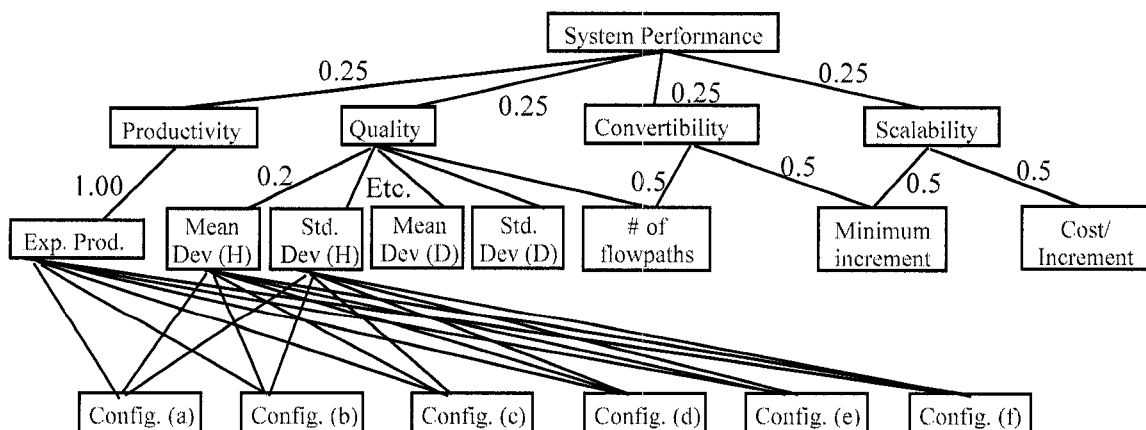 System Performance
0.25
0.25
0.25
0.25
Productivity
Quality
Convertibility
Scalability
1.00
0.2
Etc.
0.5
0.5
0.5
0.5
Exp. Prod.
Mean
Dev (H)
Std.
Dev (H)
Mean
Dev (D)
Std.
Dev (D)
# of
flowpaths
Minimum
increment
Cost/
Increment
Config. (a)
Config. (b)
Config. (c)
Config. (d)
Config. (e)
Config. (f)